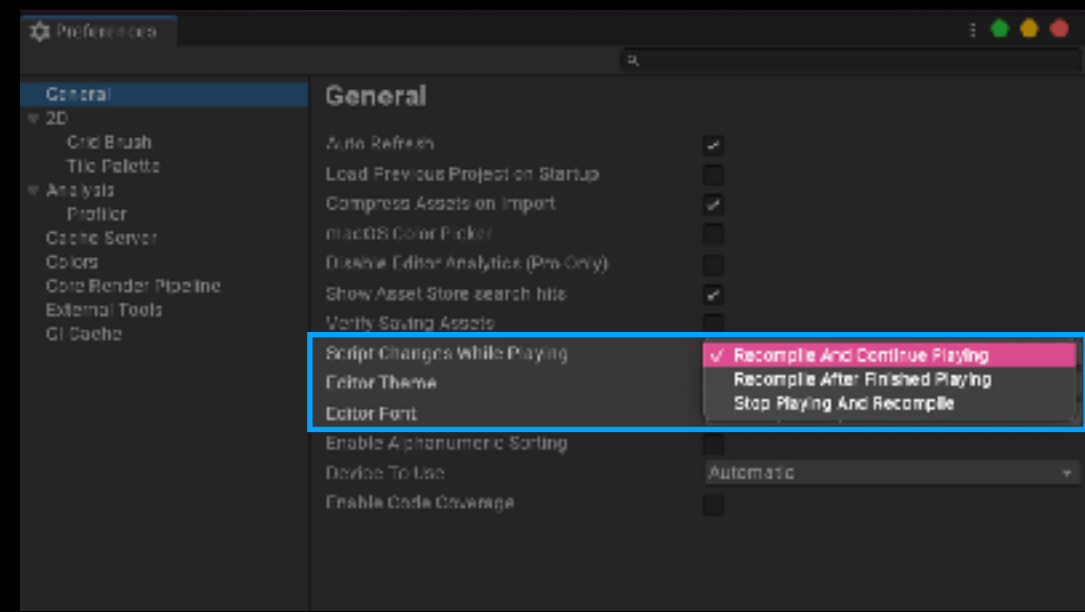 Preferences
General
2D
Grid Brush
Tile Palette
Analysis
Profiler
Cache Server
Colors
Core Render Pipeline
External Tools
GI Cache
General
Auto Refresh
Load Previous Project on Startup
Compress Assets on Import
macOS Color Picker
Disable Editor Analytics (Pro Only)
Show Asset Store search hits
Verify Saving Assets
Script Changes While Playing
Recompile And Continue Playing
Editor Theme
Recompile After Finished Playing
Editor Font
Stop Playing And Recompile
Enable Alphanumeric Sorting
Device To Use
Automatic
Enable Code Coverage